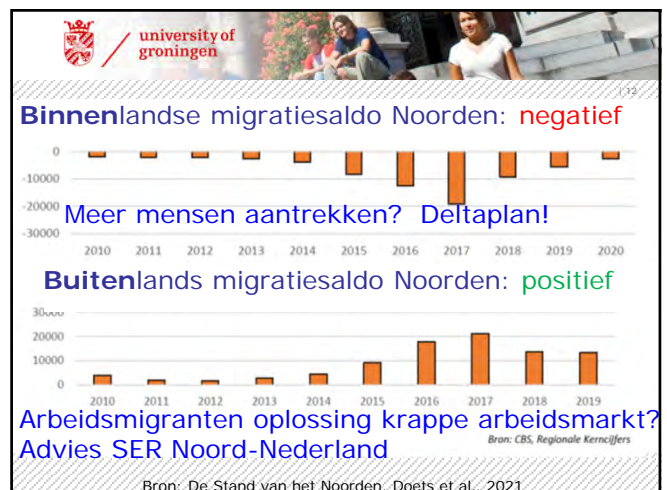 university of
groningen
| 12
Binnenlandse migratiesaldo Noorden: negatief
0
-10000
-20000
-30000
Meer mensen aantrekken? Deltaplan!
2010 2011 2012 2013 2014 2015 2016 2017 2018 2019 2020
Buitenlands migratiesaldo Noorden: positief
30000
20000
10000
0
2010 2011 2012 2013 2014 2015 2016 2017 2018 2019
Arbeidsmigranten oplossing krappe arbeidsmarkt?
Advies SER Noord-Nederland
Bron: CBS, Regionale Kerncijfers
Bron: De Stand van het Noorden, Doets et al., 2021